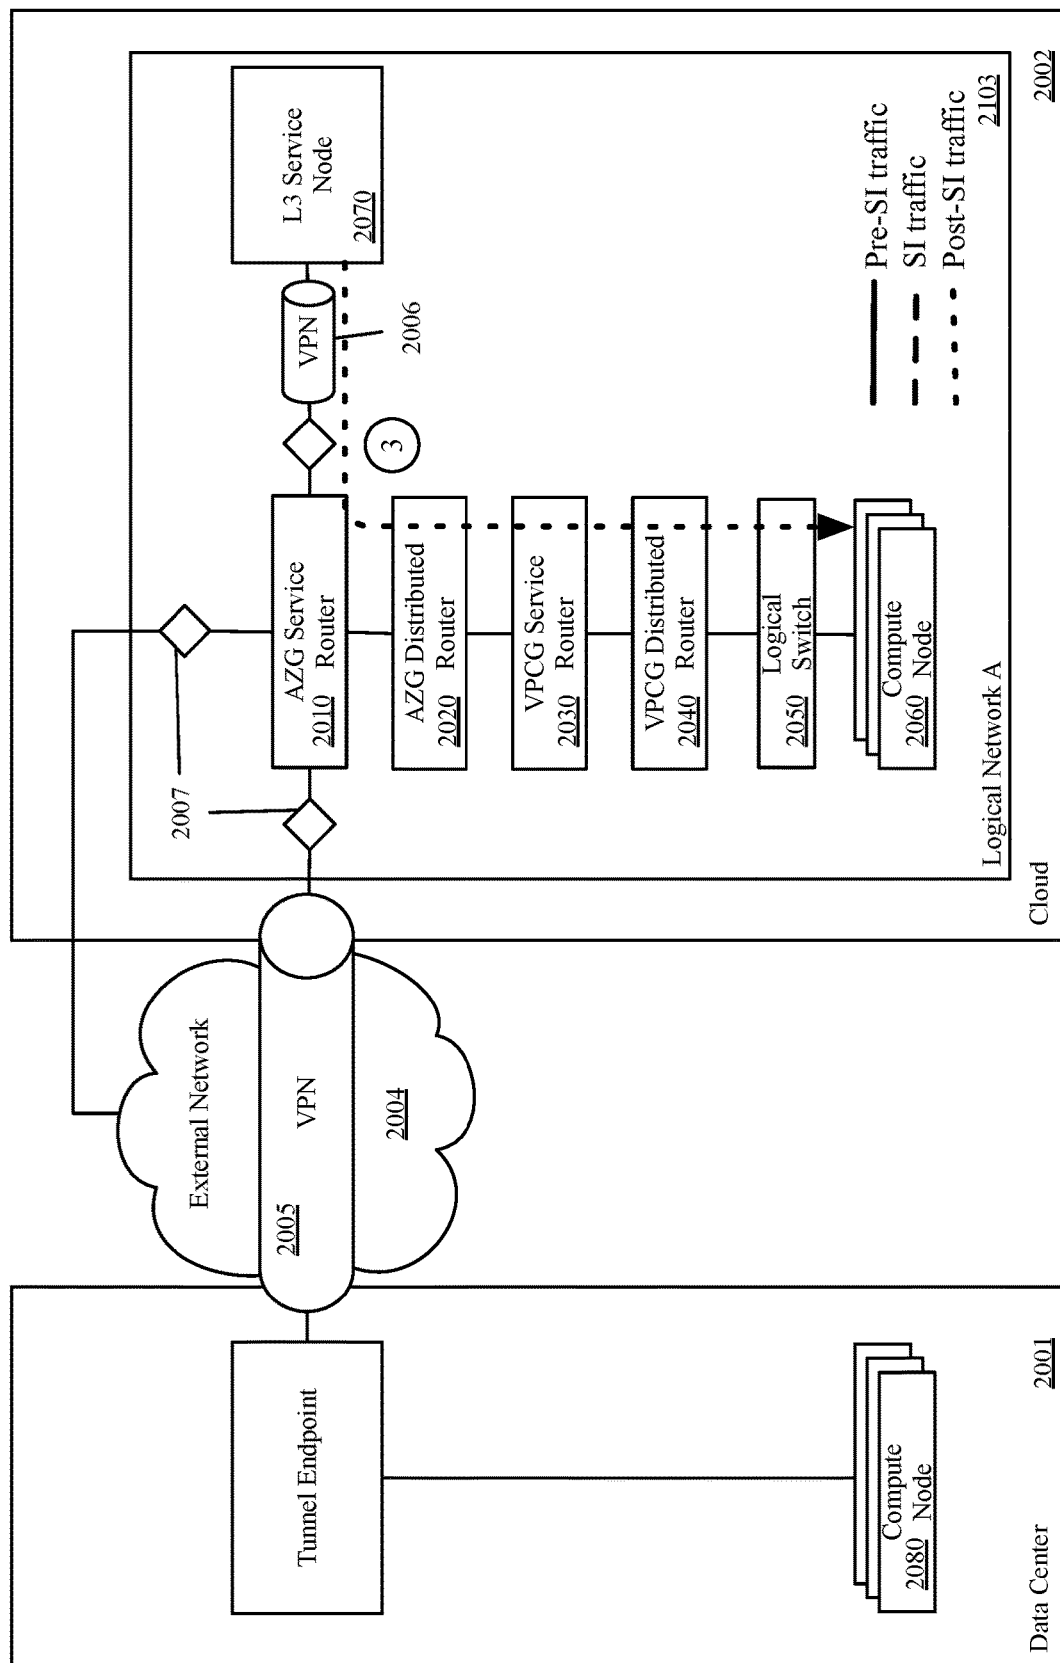 Data Center
2001
Tunnel Endpoint
Compute
2080 Node
External Network
VPN
2005
2004
Cloud
2002
Logical Network A
2103
2007
AZG Service
2010 Router
AZG Distributed
2020 Router
VPCG Service
2030 Router
VPCG Distributed
2040 Router
Logical
2050 Switch
Compute
2060 Node
3
VPN
2006
L3 Service
Node
2070
Pre-SI traffic
SI traffic
Post-SI traffic